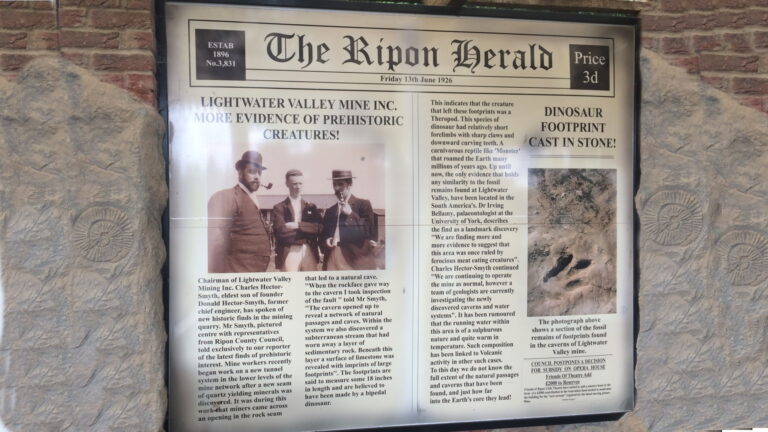 ESTAB
1896
No.3,831
The Ripon Herald
Price
3d
Friday 13th June 1926
LIGHTWATER VALLEY MINE INC.
MORE EVIDENCE OF PREHISTORIC
CREATURES!
Chairman of Lightwater Valley
Mining Inc. Charles Hector-
Smyth, eldest son of founder
Donald Hector-Smyth, former
chief engineer, has spoken of
new historic finds in the mining
quarry. Mr Smyth, pictured
centre with representatives
from Ripon County Council,
told exclusively to our reporter
of the latest finds of prehistoric
interest. Mine workers recently
began work on a new tunnel
system in the lower levels of the
mine network after a new seam
of quartz yielding minerals was
discovered. It was during this
work that miners came across
an opening in the rock seam
that led to a natural cave.
"When the rockface gave way
to the cavern I took inspection
of the fault" told Mr Smyth,
"The cavern opened up to
reveal a network of natural
passages and caves. Within the
system we also discovered a
subterranean stream that had
worn away a layer of
sedimentary rock. Beneath this
layer a surface of limestone was
revealed with imprints of large
footprints". The footprints are
said to measure some 18 inches
in length and are believed to
have been made by a bipedal
dinosaur.
This indicates that the creature
that left these footprints was a
Theropod. This species of
dinosaur had relatively short
forelimbs with sharp claws and
downward curving teeth. A
carnivorous reptile like 'Monster'
that roamed the Earth many
millions of years ago. Up until
now, the only evidence that holds
any similarity to the fossil
remains found at Lightwater
Valley, have been located in the
South America's. Dr Irving
Bellamy, palaeontologist at the
University of York, describes
the find as a landmark discovery
"We are finding more and
more evidence to suggest that
this area was once ruled by
ferocious meat eating creatures".
Charles Hector-Smyth continued
"We are continuing to operate
the mine as normal, however a
team of geologists are currently
investigating the newly
discovered caverns and water
systems". It has been rumoured
that the running water within
this area is of a sulphurous
nature and quite warm in
temperature. Such composition
has been linked to Volcanic
activity in other such cases.
To this day we do not know the
full extent of the natural passages
and caverns that have been
found, and just how far
into the Earth's core they lead!
DINOSAUR
FOOTPRINT
CAST IN STONE!
The photograph above
shows a section of the fossil
remains of footprints found
in the caverns of Lightwater
Valley mine.
COUNCIL POSTPONES A DECISION
FOR SUBSIDY ON OPERA HOUSE
Friends Of Theatre Add
£2000 to Reserves